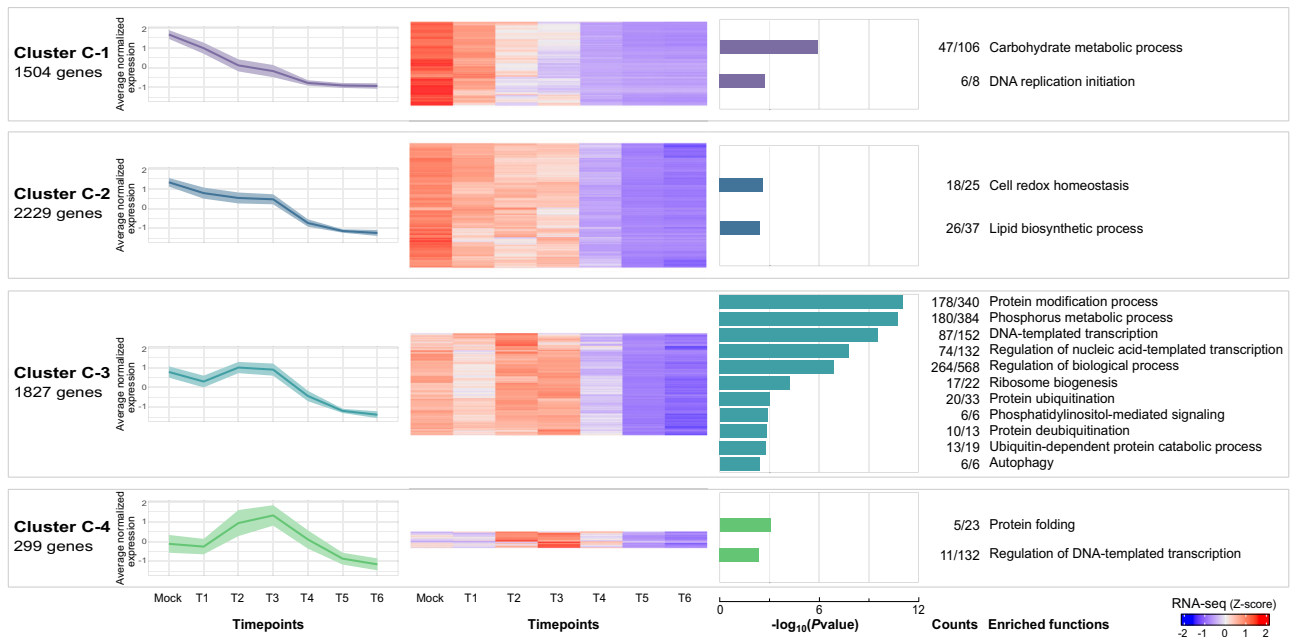 Cluster C-1
1504 genes
Average normalized
expression
2
1
0
-1
47/106 Carbohydrate metabolic process
6/8 DNA replication initiation
Cluster C-2
2229 genes
Average normalized
expression
2
1
0
-1
18/25 Cell redox homeostasis
26/37 Lipid biosynthetic process
Cluster C-3
1827 genes
Average normalized
expression
2
1
0
-1
178/340 Protein modification process
180/384 Phosphorus metabolic process
87/152 DNA-templated transcription
74/132 Regulation of nucleic acid-templated transcription
264/568 Regulation of biological process
17/22 Ribosome biogenesis
20/33 Protein ubiquitination
6/6 Phosphatidylinositol-mediated signaling
10/13 Protein deubiquitination
13/19 Ubiquitin-dependent protein catabolic process
6/6 Autophagy
Cluster C-4
299 genes
Average normalized
expression
2
1
0
-1
5/23 Protein folding
11/132 Regulation of DNA-templated transcription
Mock T1 T2 T3 T4 T5 T6
Timepoints
Mock T1 T2 T3 T4 T5 T6
Timepoints
0 6 12
-log10(Pvalue)
Counts Enriched functions
RNA-seq (Z-score)
-2 -1 0 1 2